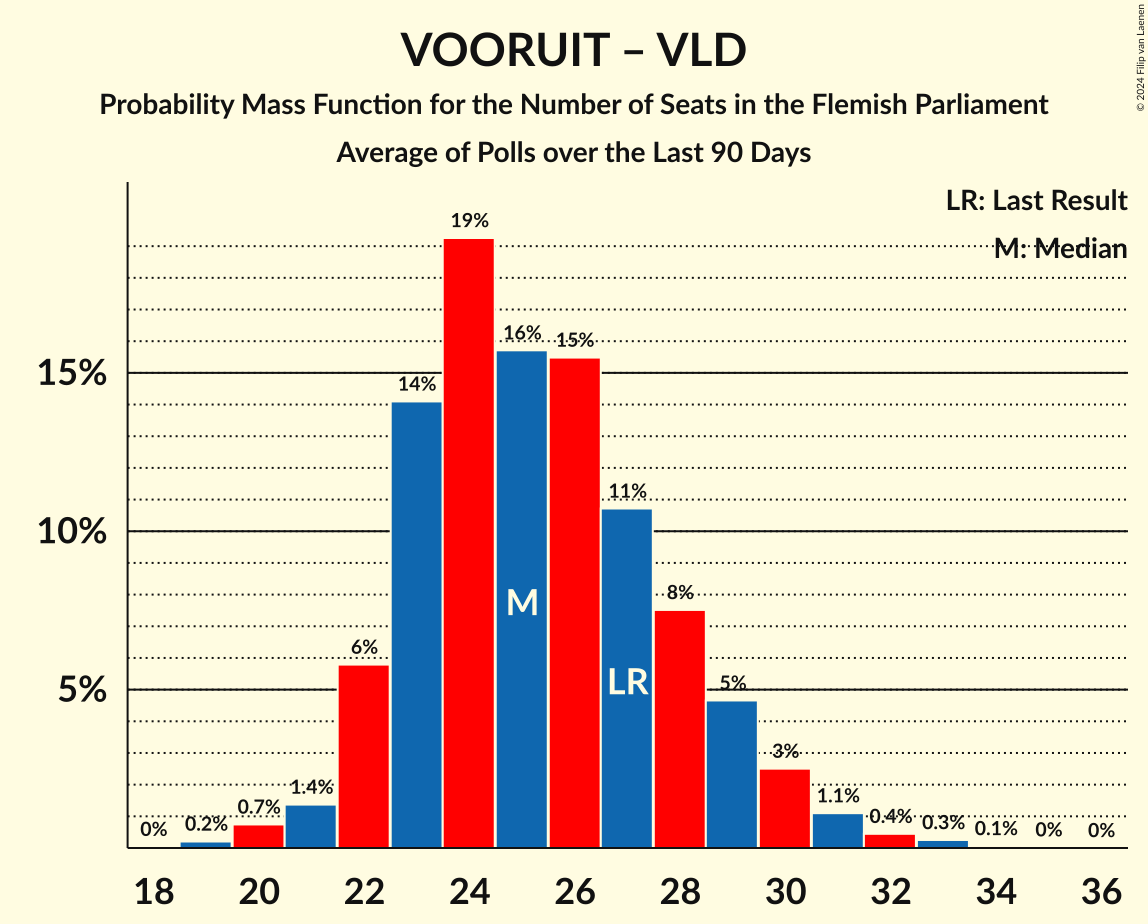 VOORUIT – VLD
Probability Mass Function for the Number of Seats in the Flemish Parliament
Average of Polls over the Last 90 Days
© 2024 Filip van Laenen
LR: Last Result
M: Median
19%
16%
15%
15%
14%
11%
10%
8%
M
6%
LR
5%
5%
3%
1.4%
1.1%
0.7%
0.4%
0.3%
0.2%
0.1%
0%
0%
0%
18 20 22 24 26 28 30 32 34 36